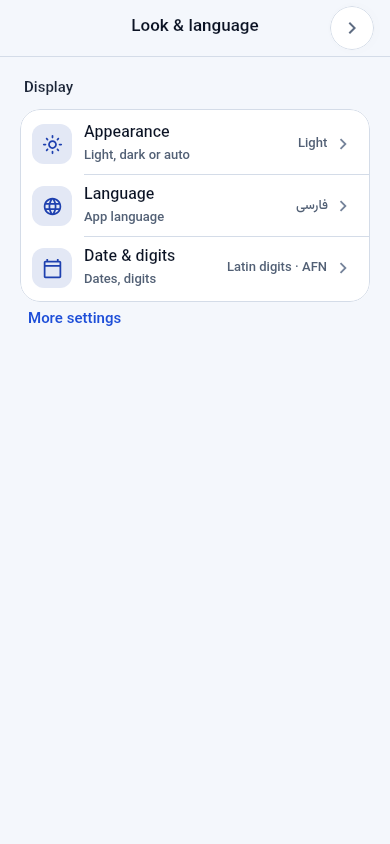 Look & language
Display
Appearance
Light, dark or auto
Light
Language
App language
فارسی
Date & digits
Dates, digits
Latin digits · AFN
More settings